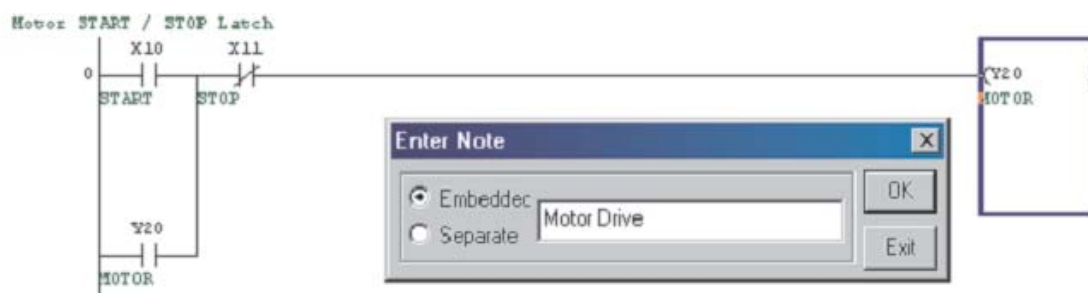 Motor START / STOP Latch
X10 X11
0 (Y20
START STOP MOTOR
Enter Note X
Embedded OK
Motor Drive
Separate
Exit
Y20
MOTOR